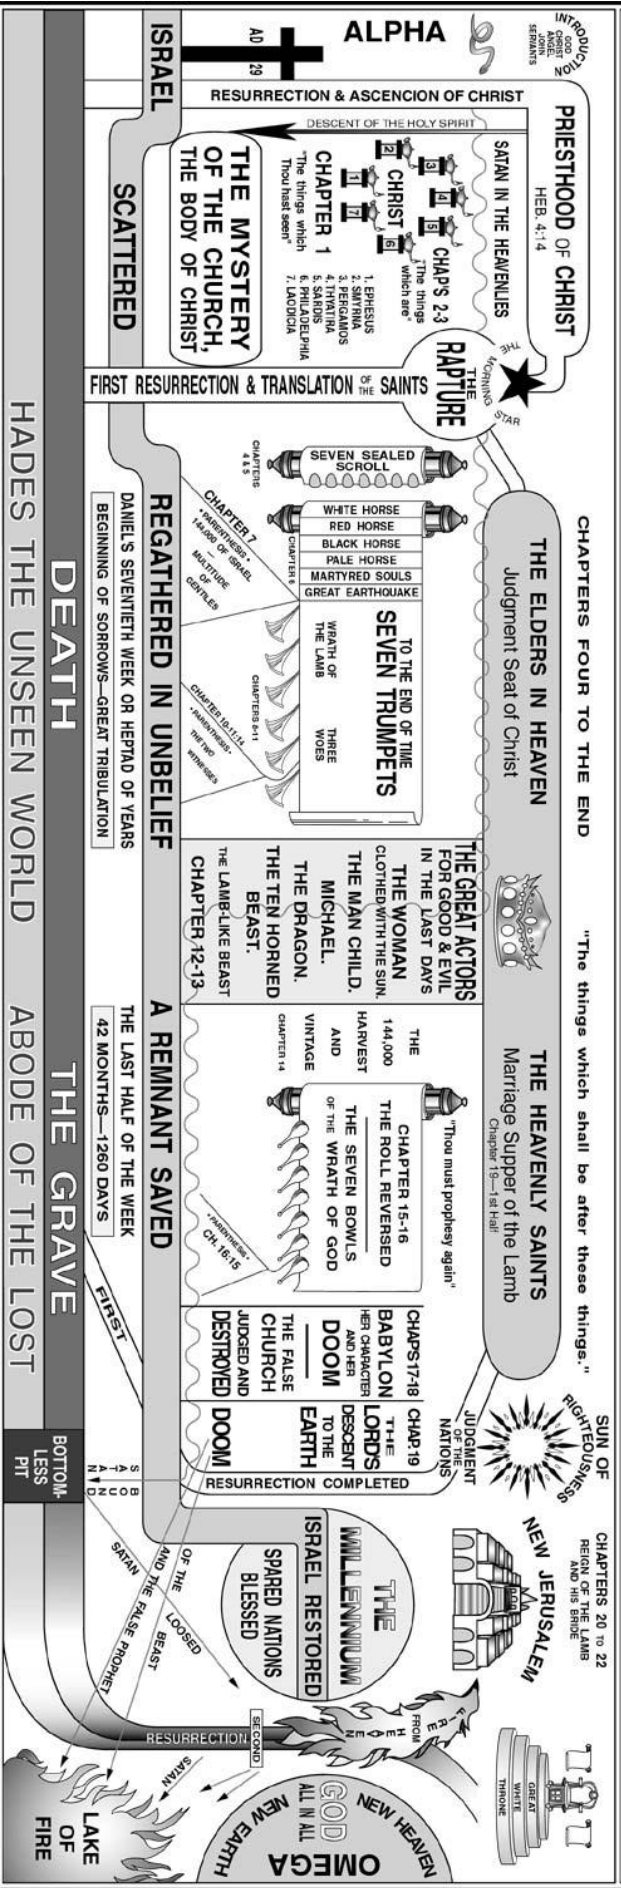 INTRODUCTION
GOD
CHRIST
ANGEL
JOHN
SERVANTS
ALPHA
AD 29
ISRAEL
RESURRECTION & ASCENCION OF CHRIST
PRIESTHOOD OF CHRIST
HEB. 4:14
DESCENT OF THE HOLY SPIRIT
SATAN IN THE HEAVENLIES
CHAP'S 2-3
"The things
which are"
3
4
5
2
CHRIST
6
1
7
1. EPHESUS
2. SMYRNA
3. PERGAMOS
4. THYATIRA
5. SARDIS
6. PHILADELPHIA
7. LAODICIA
CHAPTER 1
"The things which
Thou hast seen"
THE MYSTERY
OF THE CHURCH,
THE BODY OF CHRIST
SCATTERED
THE MORNING STAR
THE
RAPTURE
FIRST RESURRECTION & TRANSLATION OF THE SAINTS
CHAPTERS FOUR TO THE END
"The things which shall be after these things."
THE ELDERS IN HEAVEN
Judgment Seat of Christ
THE HEAVENLY SAINTS
Marriage Supper of the Lamb
Chapter 19—1st Half
SEVEN SEALED
SCROLL
CHAPTERS
4 & 5
WHITE HORSE
RED HORSE
BLACK HORSE
PALE HORSE
MARTYRED SOULS
GREAT EARTHQUAKE
CHAPTER 6
CHAPTER 7
• PARENTHESIS •
144,000 OF ISRAEL
—
MULTITUDE
OF
GENTILES
TO THE END OF TIME
SEVEN TRUMPETS
WRATH OF
THE LAMB
THREE
WOES
CHAPTERS 8-11
CHAPTER 10-11:14
• PARENTHESIS •
THE TWO
WITNESSES
REGATHERED IN UNBELIEF
DANIEL'S SEVENTIETH WEEK OR HEPTAD OF YEARS
BEGINNING OF SORROWS—GREAT TRIBULATION
THE GREAT ACTORS
FOR GOOD & EVIL
IN THE LAST DAYS
THE WOMAN
CLOTHED WITH THE SUN.
THE MAN CHILD.
MICHAEL.
THE DRAGON.
THE TEN HORNED
BEAST.
THE LAMB-LIKE BEAST
CHAPTER 12-13
THE
144,000
HARVEST
AND
VINTAGE
CHAPTER 14
"Thou must prophesy again"
CHAPTER 15-16
THE ROLL REVERSED
THE SEVEN BOWLS
OF THE WRATH OF GOD
• PARENTHESIS •
CH. 16:15
A REMNANT SAVED
THE LAST HALF OF THE WEEK
42 MONTHS—1260 DAYS
CHAPS 17-18
BABYLON
HER CHARACTER
AND HER
DOOM
THE FALSE
CHURCH
JUDGED AND
DESTROYED
CHAP. 19
THE
LORD'S
DESCENT
TO THE
EARTH
DOOM
OF THE
BEAST
AND THE FALSE PROPHET
JUDGMENT
OF THE
NATIONS
FIRST
RESURRECTION COMPLETED
SUN OF
RIGHTEOUSNESS
CHAPTERS 20 TO 22
REIGN OF THE LAMB
AND HIS BRIDE
NEW JERUSALEM
THE
MILLENNIUM
ISRAEL RESTORED
SPARED NATIONS
BLESSED
SATAN
BOUND
SATAN LOOSED
GREAT
WHITE
THRONE
FIRE
FROM
HEAVEN
SECOND
RESURRECTION
SATAN
NEW HEAVEN
GOD
ALL IN ALL
NEW EARTH
OMEGA
LAKE
OF
FIRE
DEATH
THE GRAVE
BOTTOM-
LESS
PIT
HADES THE UNSEEN WORLD
ABODE OF THE LOST